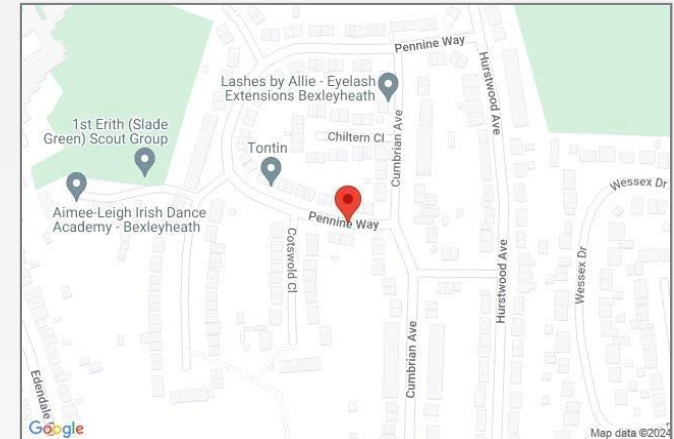 Pennine Way
Hurstwood Ave
Lashes by Allie - Eyelash
Extensions Bexleyheath
1st Erith (Slade
Green) Scout Group
Chiltern Cl
Cumbrian Ave
Tontin
Wessex Dr
Aimee-Leigh Irish Dance
Academy - Bexleyheath
Pennine Way
Cotswold Cl
Hurstwood Ave
Wessex Dr
Cumbrian Ave
Edendale
Google
Map data ©2024